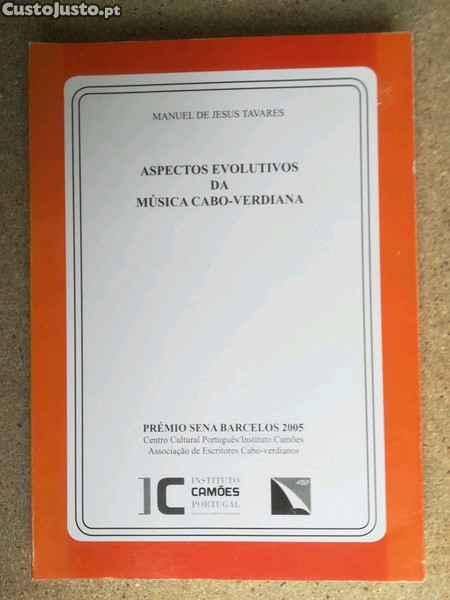 CustoJusto.pt
MANUEL DE JESUS TAVARES
ASPECTOS EVOLUTIVOS
DA
MÚSICA CABO-VERDIANA
PRÉMIO SENA BARCELOS 2005
Centro Cultural Português/Instituto Camões
Associação de Escritores Cabo-verdianos
IC INSTITUTO
CAMÕES
PORTUGAL